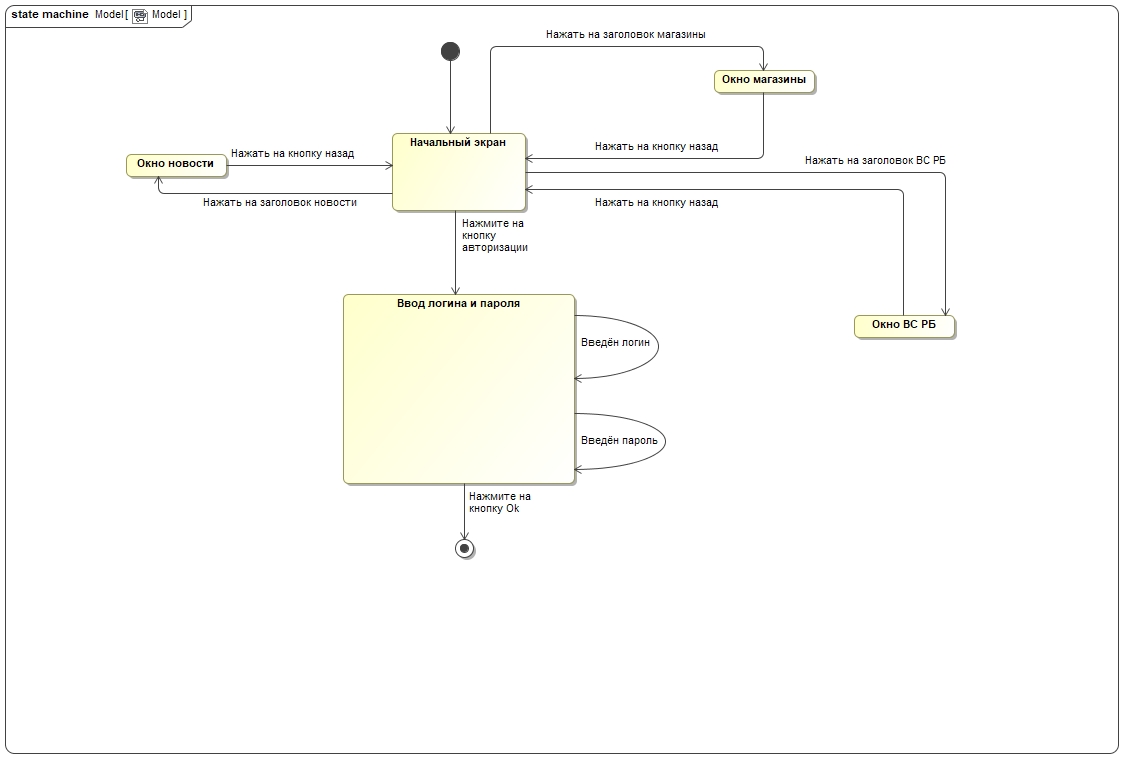 state machine Model[ Model ]
Нажать на заголовок магазины
Окно магазины
Начальный экран
Нажать на кнопку назад
Окно новости
Нажать на кнопку назад
Нажать на заголовок ВС РБ
Нажать на заголовок новости
Нажать на кнопку назад
Нажмите на
кнопку
авторизации
Ввод логина и пароля
Окно ВС РБ
Введён логин
Введён пароль
Нажмите на
кнопку Ok